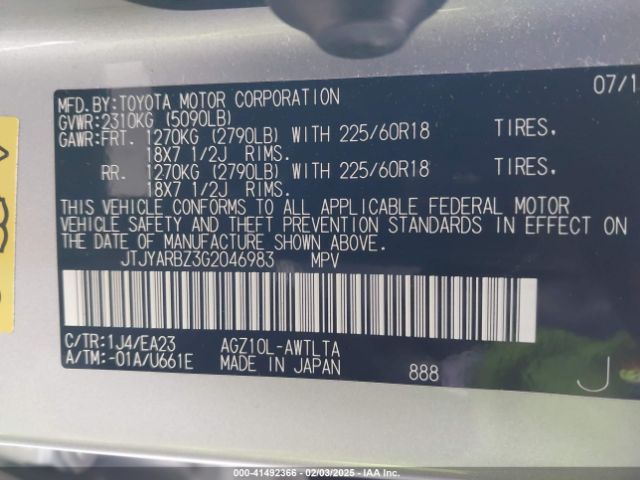 MFD.BY:TOYOTA MOTOR CORPORATION 07/1
GVWR:2310KG (5090LB)
GAWR:FRT. 1270KG (2790LB) WITH 225/60R18 TIRES,
18X7 1/2J RIMS.
RR. 1270KG (2790LB) WITH 225/60R18 TIRES,
18X7 1/2J RIMS.
THIS VEHICLE CONFORMS TO ALL APPLICABLE FEDERAL MOTOR
VEHICLE SAFETY AND THEFT PREVENTION STANDARDS IN EFFECT ON
THE DATE OF MANUFACTURE SHOWN ABOVE.
JTJYARBZ3G2046983 MPV
C/TR:1J4/EA23 AGZ10L-AWTLTA
A/TM:-01A/U661E MADE IN JAPAN 888
J
000-41492366 - 02/03/2025 - IAA Inc.